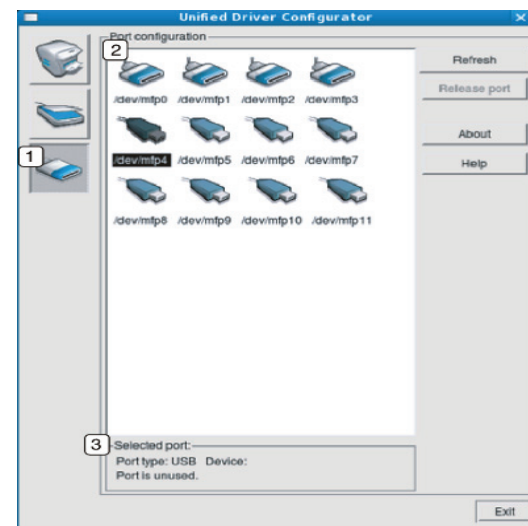 Unified Driver Configurator
Port configuration
2
/dev/mfp0 /dev/mfp1 /dev/mfp2 /dev/mfp3
/dev/mfp4 /dev/mfp5 /dev/mfp6 /dev/mfp7
/dev/mfp8 /dev/mfp9 /dev/mfp10 /dev/mfp11
Refresh
Release port
About
Help
1
3
Selected port:
Port type: USB Device:
Port is unused.
Exit